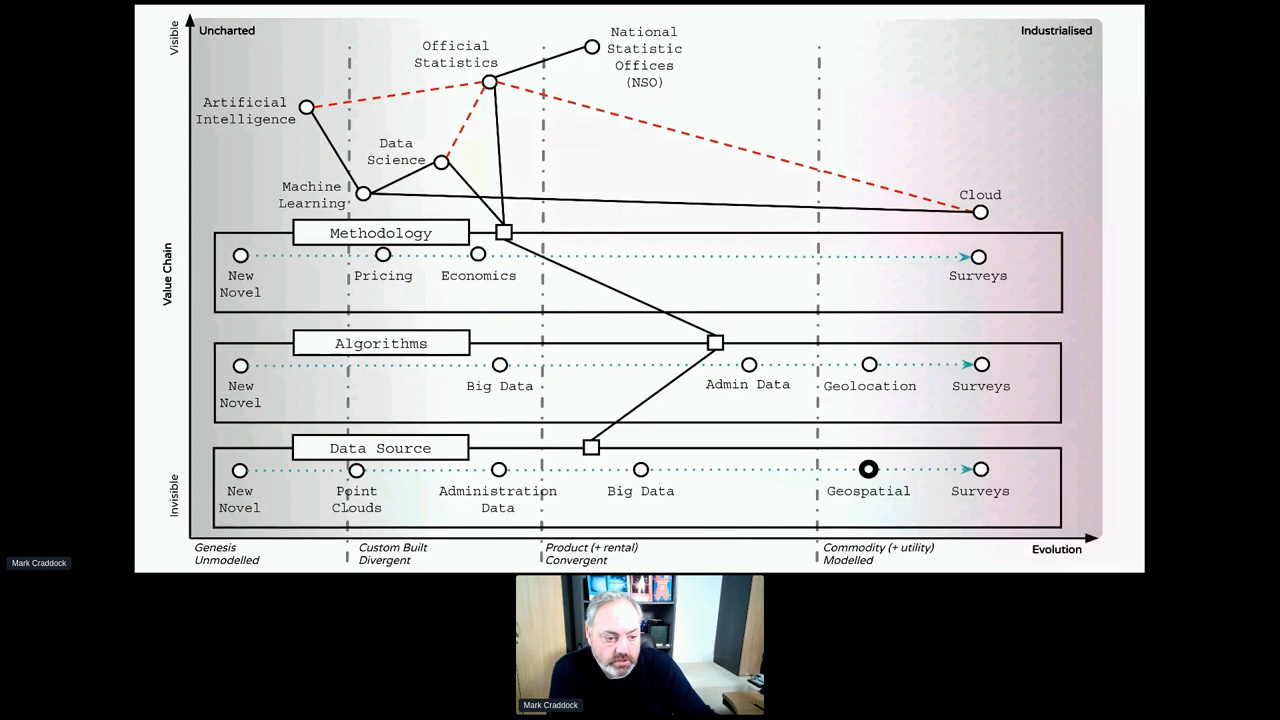 Visible
Uncharted
Industrialised
Official
Statistics
National
Statistic
Offices
(NSO)
Artificial
Intelligence
Data
Science
Machine
Learning
Cloud
Value Chain
Methodology
New
Novel
Pricing
Economics
Surveys
Algorithms
New
Novel
Big Data
Admin Data
Geolocation
Surveys
Data Source
New
Novel
Point
Clouds
Administration
Data
Big Data
Geospatial
Surveys
Invisible
Genesis
Unmodelled
Custom Built
Divergent
Product (+ rental)
Convergent
Commodity (+ utility)
Modelled
Evolution
Mark Craddock
Mark Craddock